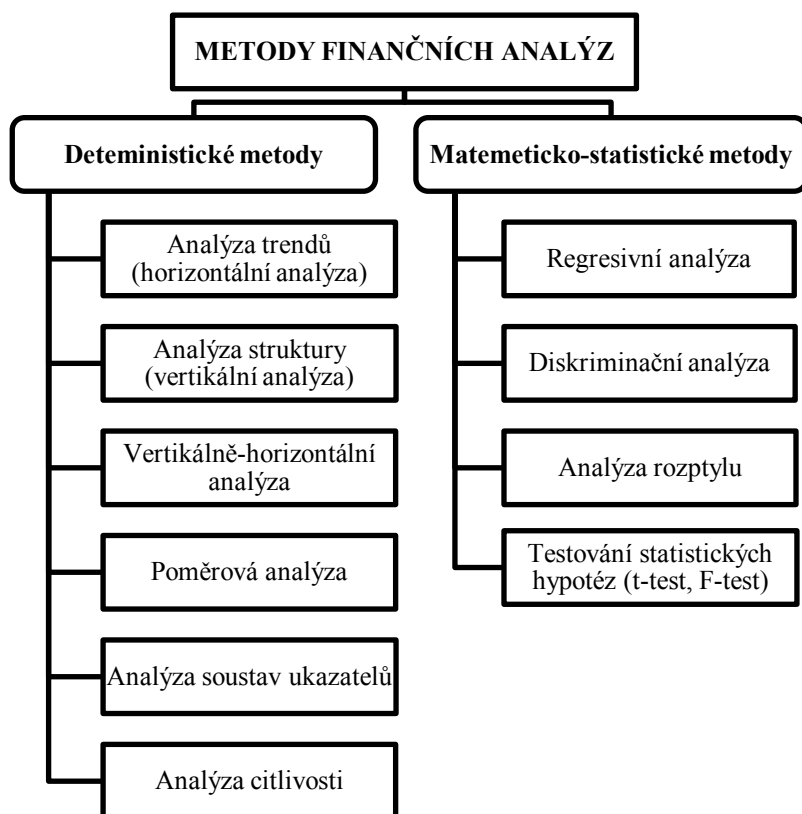 METODY FINANČNÍCH ANALÝZ
Deteministické metody
Analýza trendů
(horizontální analýza)
Analýza struktury
(vertikální analýza)
Vertikálně-horizontální
analýza
Poměrová analýza
Analýza soustav ukazatelů
Analýza citlivosti
Matemeticko-statistické metody
Regresivní analýza
Diskriminační analýza
Analýza rozptylu
Testování statistických
hypotéz (t-test, F-test)